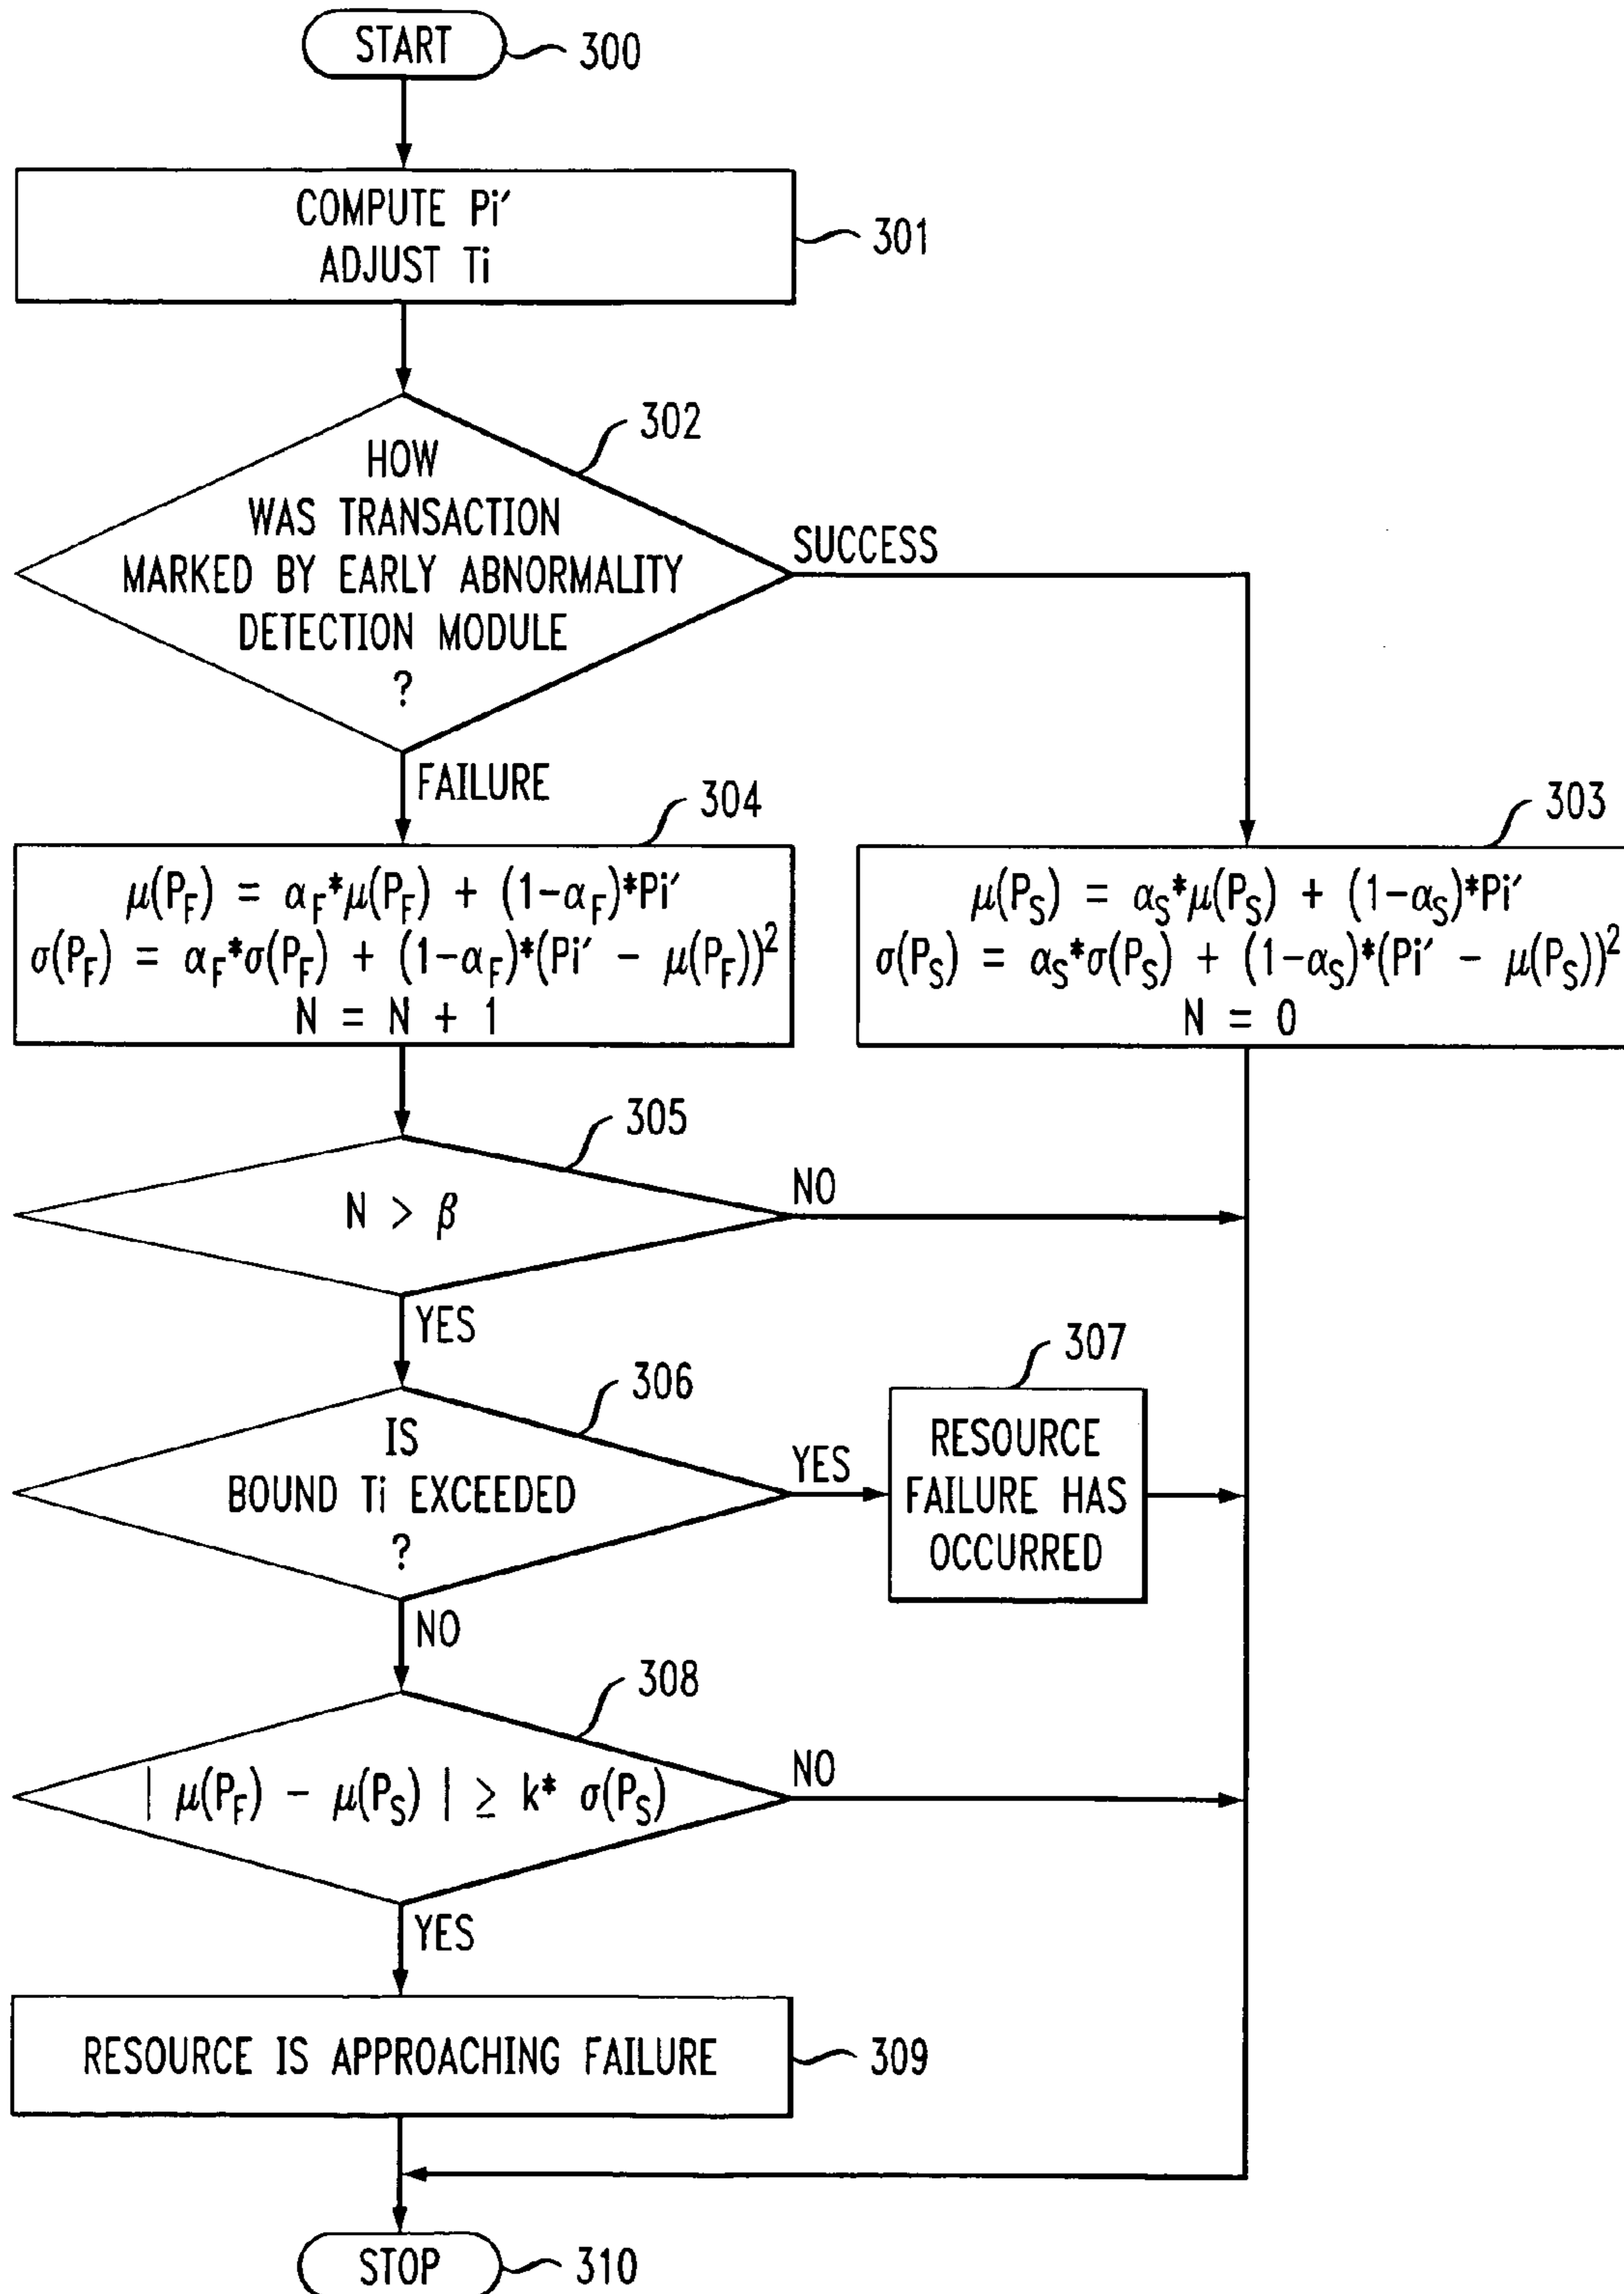 START
300
COMPUTE Pi′
ADJUST Ti
301
302
HOW
WAS TRANSACTION
MARKED BY EARLY ABNORMALITY
DETECTION MODULE
?
SUCCESS
FAILURE
304
μ(P_F) = α_F*μ(P_F) + (1-α_F)*Pi′
σ(P_F) = α_F*σ(P_F) + (1-α_F)*(Pi′ - μ(P_F))²
N = N + 1
303
μ(P_S) = α_S*μ(P_S) + (1-α_S)*Pi′
σ(P_S) = α_S*σ(P_S) + (1-α_S)*(Pi′ - μ(P_S))²
N = 0
305
N > β
NO
YES
306
IS
BOUND Ti EXCEEDED
?
YES
307
RESOURCE
FAILURE HAS
OCCURRED
NO
308
| μ(P_F) - μ(P_S) | ≥ k* σ(P_S)
NO
YES
RESOURCE IS APPROACHING FAILURE
309
STOP
310